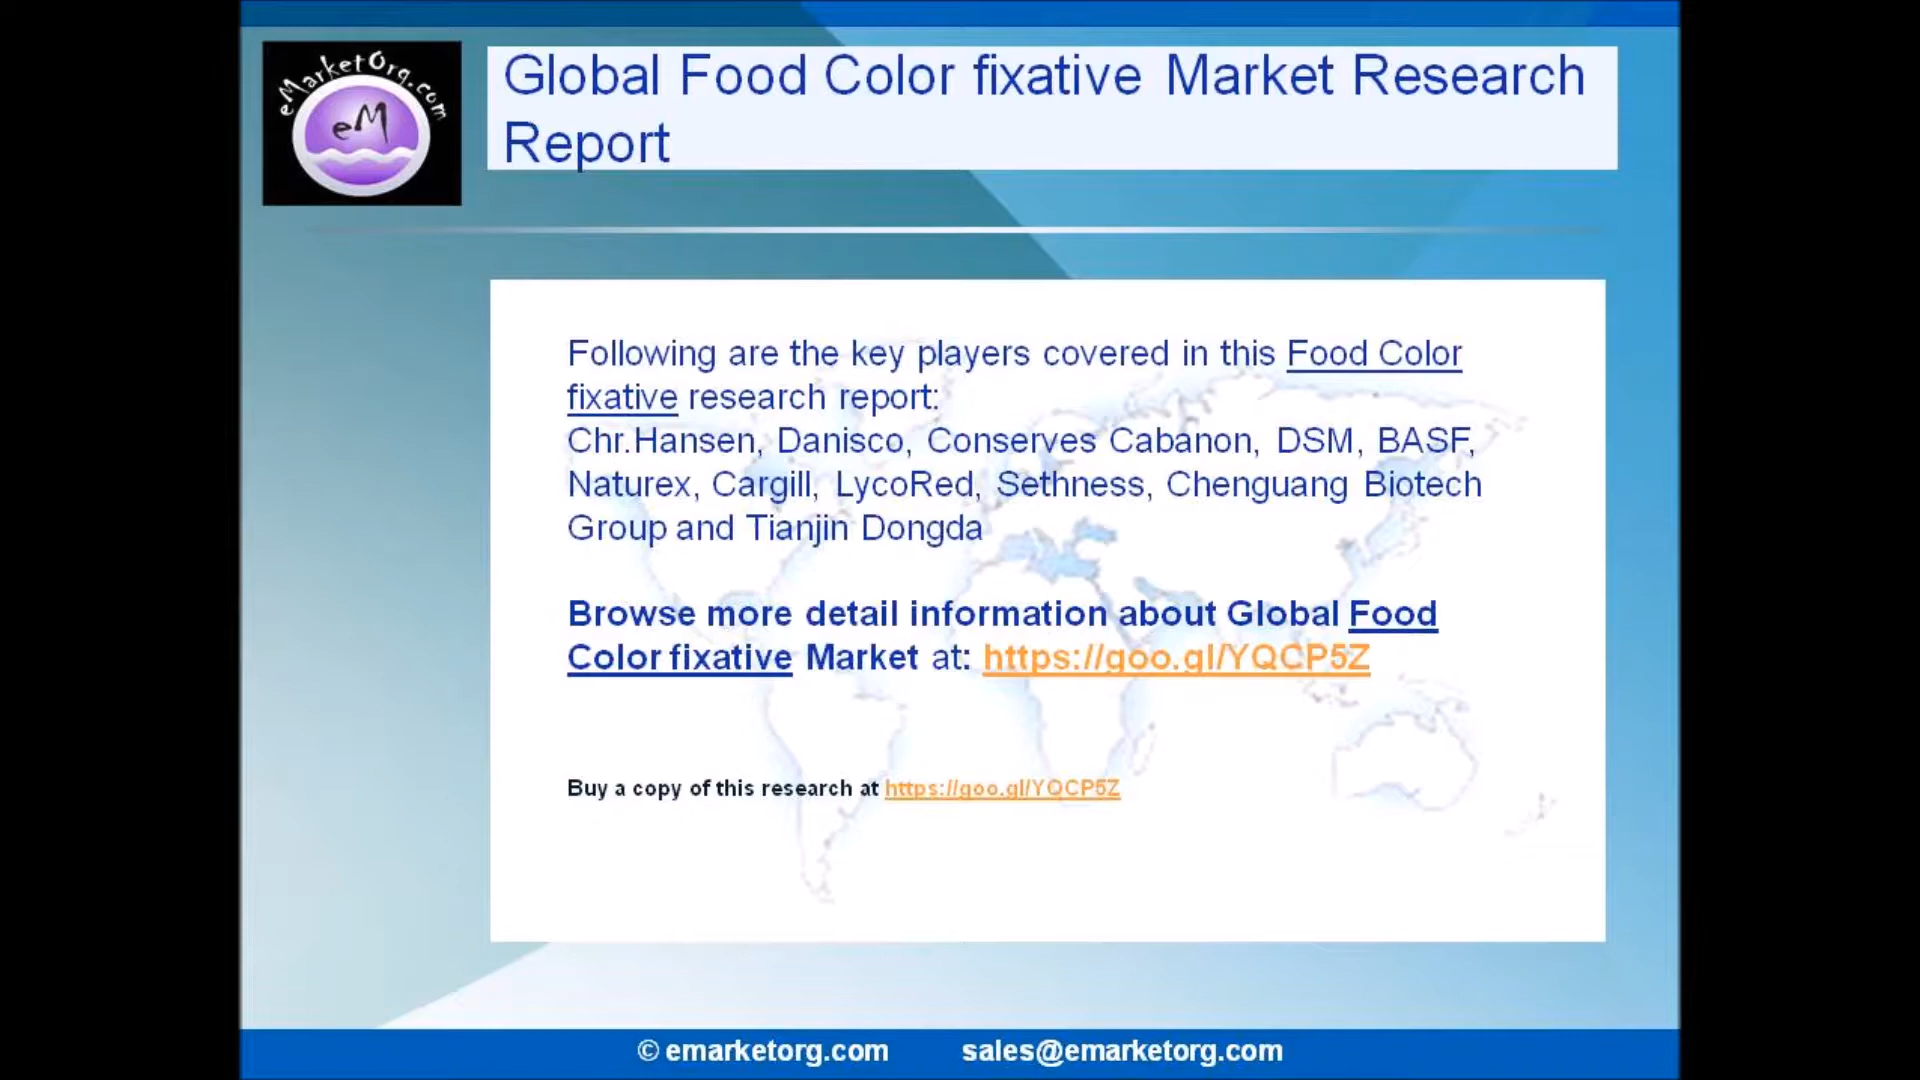 eMarketOrg.com
eM
Global Food Color fixative Market Research
Report
Following are the key players covered in this Food Color
fixative research report:
Chr.Hansen, Danisco, Conserves Cabanon, DSM, BASF,
Naturex, Cargill, LycoRed, Sethness, Chenguang Biotech
Group and Tianjin Dongda
Browse more detail information about Global Food
Color fixative Market at: https://goo.gl/YQCP5Z
Buy a copy of this research at https://goo.gl/YQCP5Z
© emarketorg.com sales@emarketorg.com